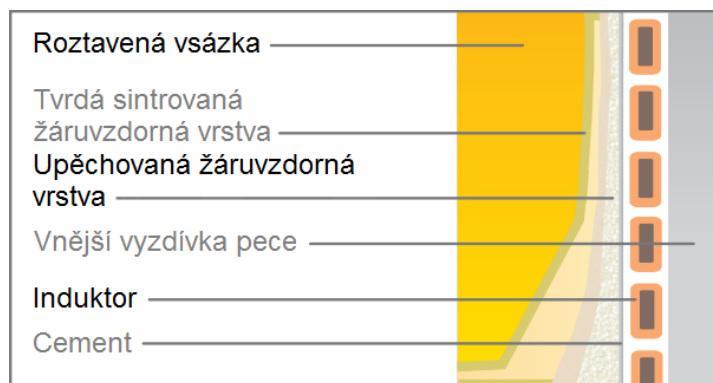 Roztavená vsázka
Tvrdá sintrovaná
žáruvzdorná vrstva
Upěchovaná žáruvzdorná
vrstva
Vnější vyzdívka pece
Induktor
Cement